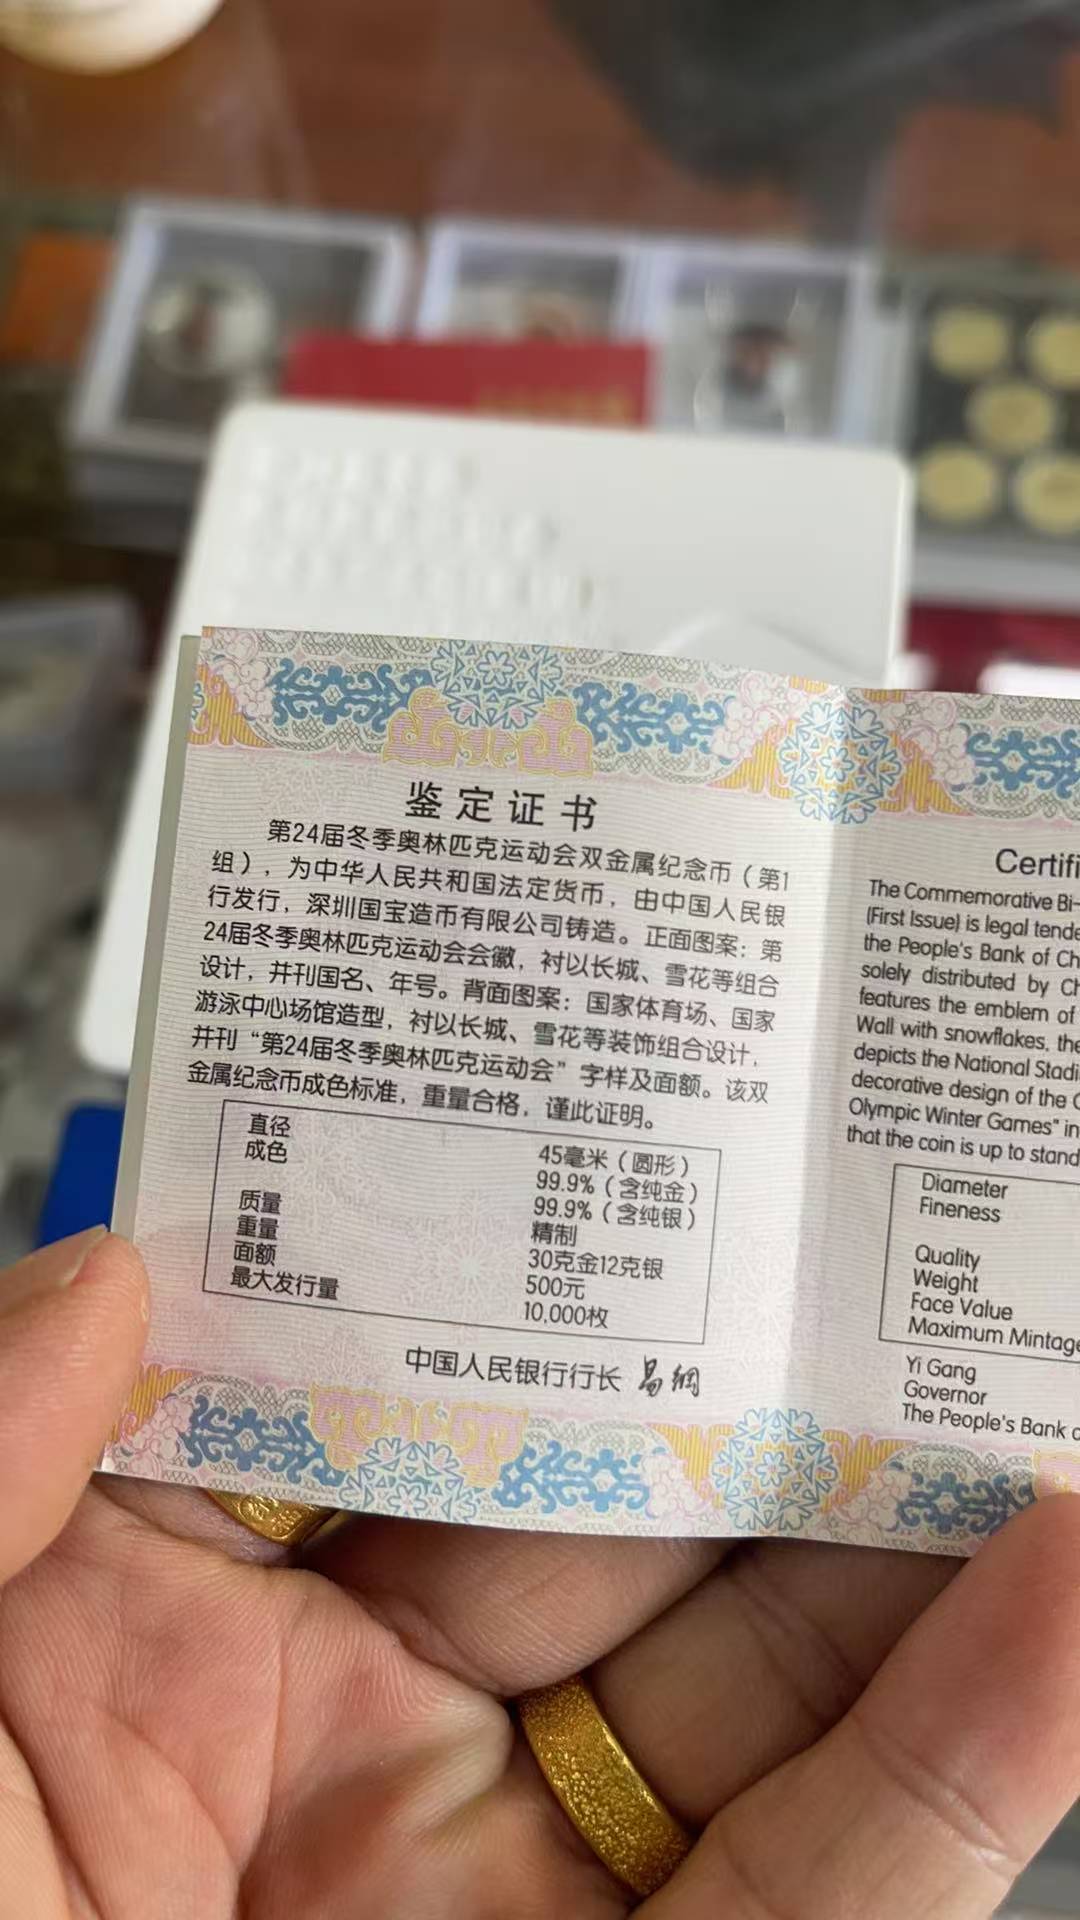 鉴定证书
第24届冬季奥林匹克运动会双金属纪念币（第1
组），为中华人民共和国法定货币，由中国人民银
行发行，深圳国宝造币有限公司铸造。正面图案：第
24届冬季奥林匹克运动会会徽，衬以长城、雪花等组合
设计，并刊国名、年号。背面图案：国家体育场、国家
游泳中心场馆造型，衬以长城、雪花等装饰组合设计，
并刊“第24届冬季奥林匹克运动会”字样及面额。该双
金属纪念币成色标准，重量合格，谨此证明。
直径 45毫米（圆形）
成色 99.9%（含纯金）
99.9%（含纯银）
质量 精制
重量 30克金12克银
面额 500元
最大发行量 10,000枚
中国人民银行行长 易纲
Certifi
The Commemorative Bi-
(First Issue) is legal tende
the People's Bank of Ch
solely distributed by Ch
features the emblem of
Wall with snowflakes, the
depicts the National Stadi
decorative design of the G
Olympic Winter Games" in
that the coin is up to stand
Diameter
Fineness
Quality
Weight
Face Value
Maximum Mintage
Yi Gang
Governor
The People's Bank o